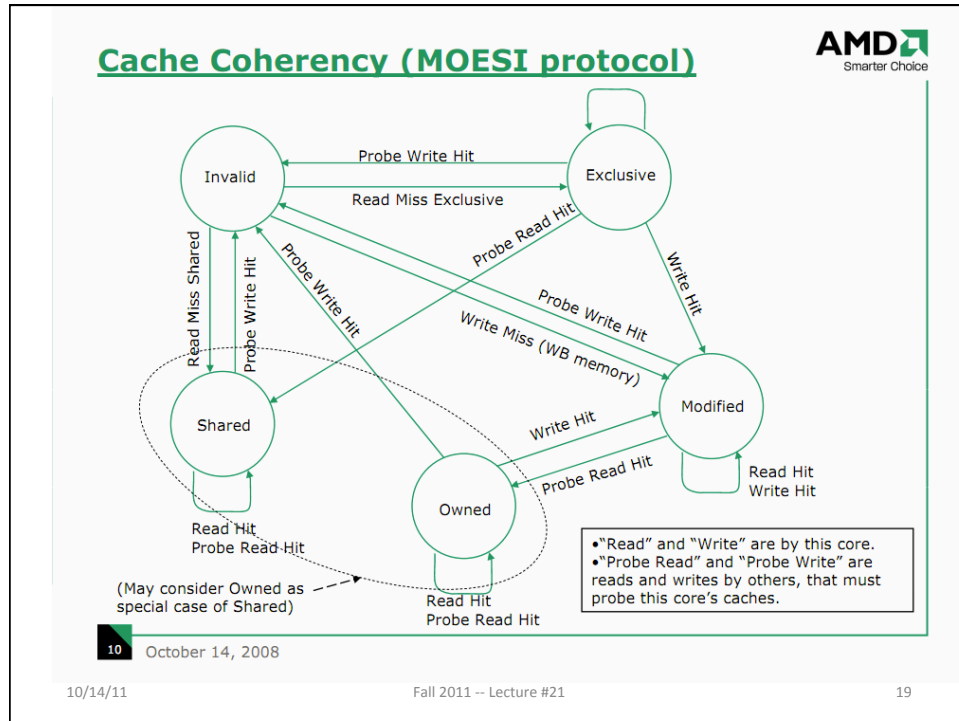 Cache Coherency (MOESI protocol)
AMD
Smarter Choice
Probe Write Hit
Invalid
Exclusive
Read Miss Exclusive
Probe Read Hit
Read Miss Shared
Probe Write Hit
Probe Write Hit
Write Hit
Probe Write Hit
Write Miss (WB memory)
Shared
Modified
Write Hit
Probe Read Hit
Owned
Read Hit
Write Hit
Read Hit
Probe Read Hit
•“Read” and “Write” are by this core.
•“Probe Read” and “Probe Write” are
reads and writes by others, that must
probe this core’s caches.
(May consider Owned as
special case of Shared)
Read Hit
Probe Read Hit
10
October 14, 2008
10/14/11
Fall 2011 -- Lecture #21
19